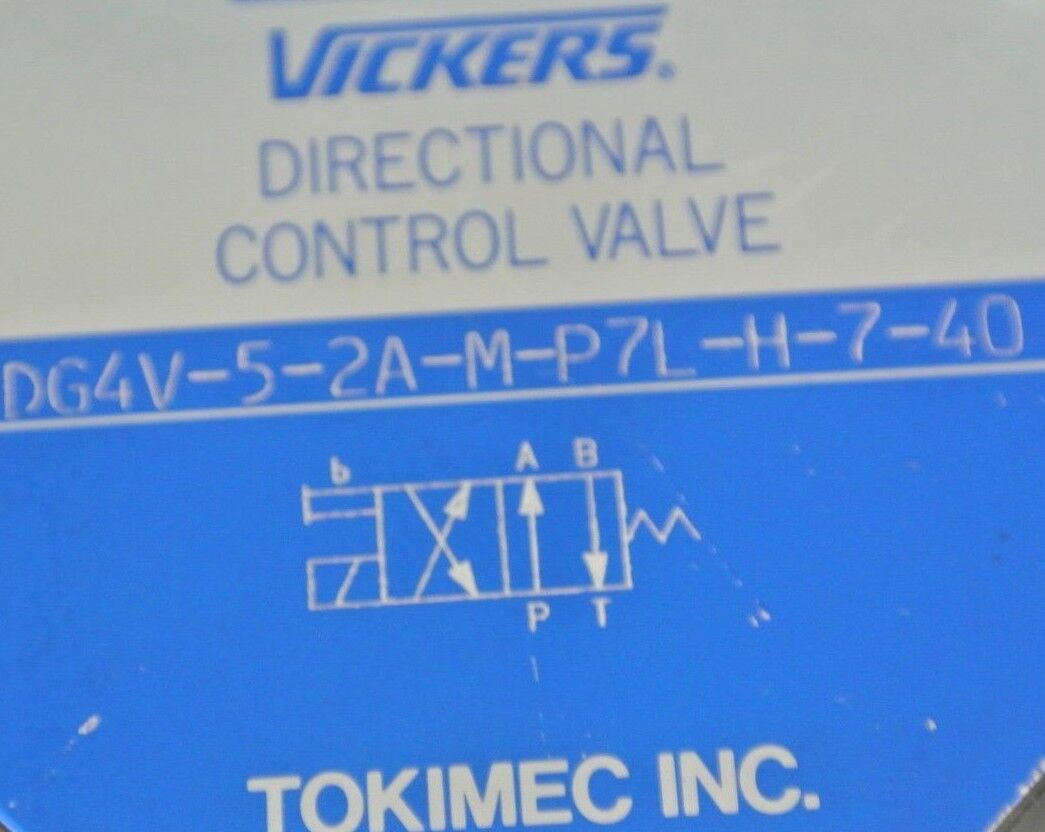 VICKERS®
DIRECTIONAL
CONTROL VALVE
DG4V-5-2A-M-P7L-H-7-40
b A B
P T
TOKIMEC INC.